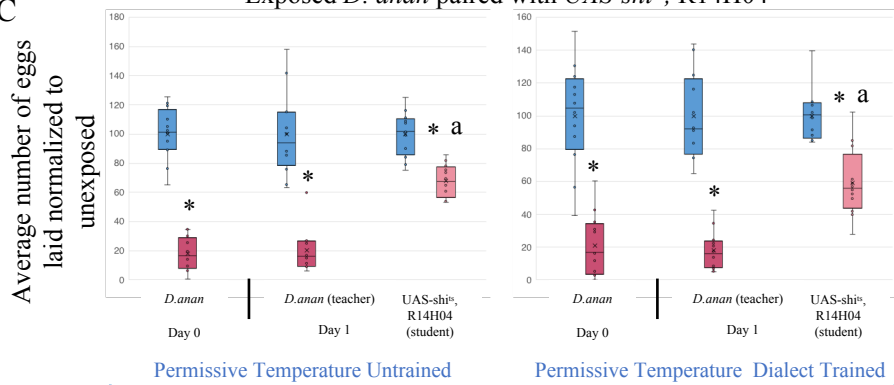 C
Exposed D. anan paired with UAS-shi^ts, R14H04
Average number of eggs
laid normalized to
unexposed
180
160
140
120
100
80
60
40
20
0
*
*
* a
D.anan
D.anan (teacher)
UAS-shi^ts,
R14H04
(student)
Day 0
Day 1
Permissive Temperature Untrained
160
140
120
100
80
60
40
20
0
*
*
* a
D.anan
D.anan (teacher)
UAS-shi^ts,
R14H04
(student)
Day 0
Day 1
Permissive Temperature Dialect Trained